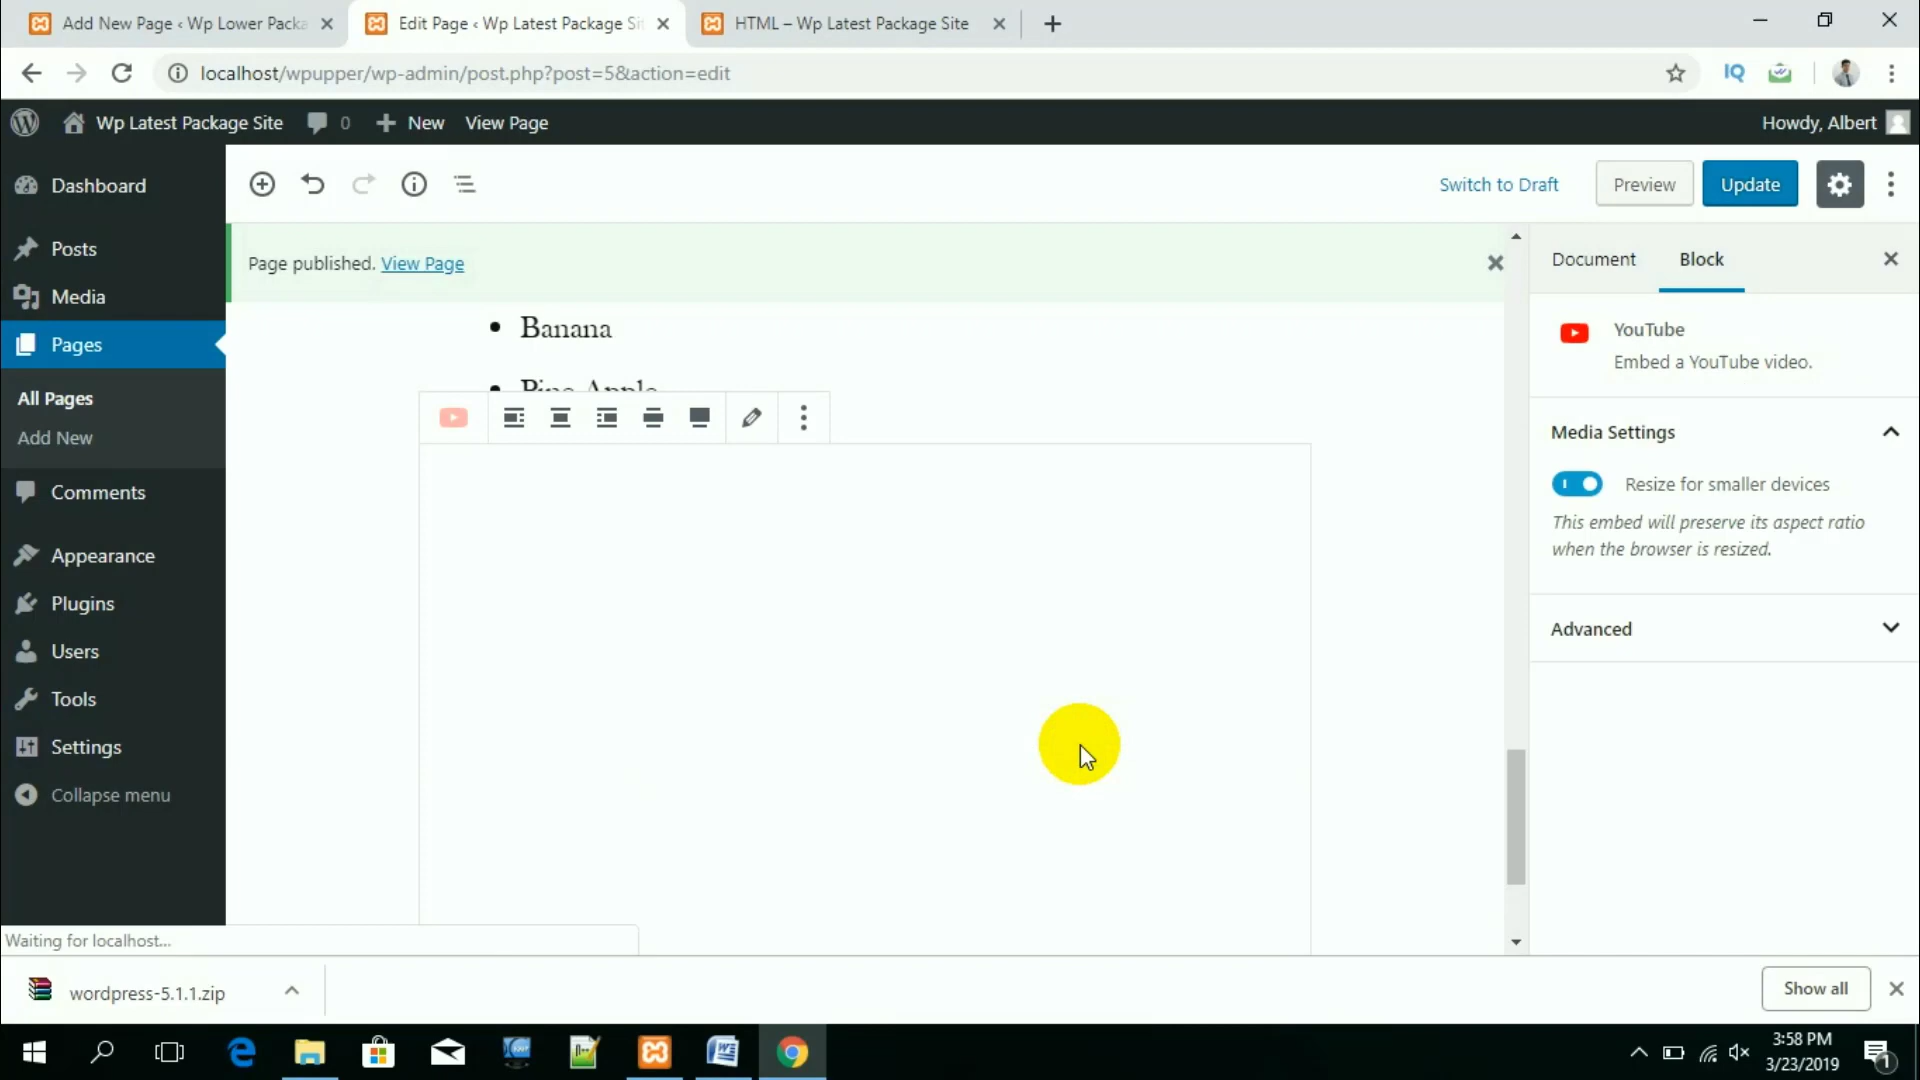 Add New Page ‹ Wp Lower Packa
Edit Page ‹ Wp Latest Package Si
HTML – Wp Latest Package Site
localhost/wpupper/wp-admin/post.php?post=5&action=edit
IQ
Wp Latest Package Site
0
New
View Page
Howdy, Albert
Dashboard
Posts
Media
Pages
All Pages
Add New
Comments
Appearance
Plugins
Users
Tools
Settings
Collapse menu
Switch to Draft
Preview
Update
Page published. View Page
Banana
Pine Apple
Document
Block
YouTube
Embed a YouTube video.
Media Settings
Resize for smaller devices
This embed will preserve its aspect ratio
when the browser is resized.
Advanced
Waiting for localhost...
wordpress-5.1.1.zip
Show all
3:58 PM
3/23/2019
1